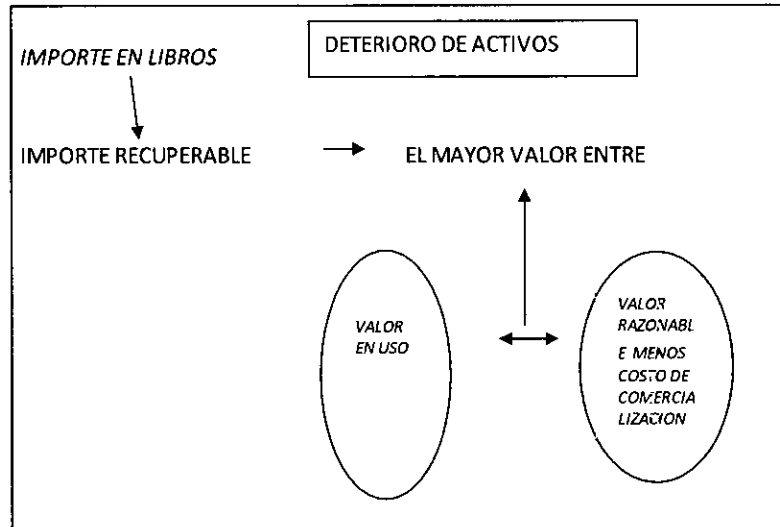 DETERIORO DE ACTIVOS
IMPORTE EN LIBROS
IMPORTE RECUPERABLE
EL MAYOR VALOR ENTRE
VALOR
EN USO
VALOR
RAZONABL
E MENOS
COSTO DE
COMERCIA
LIZACION